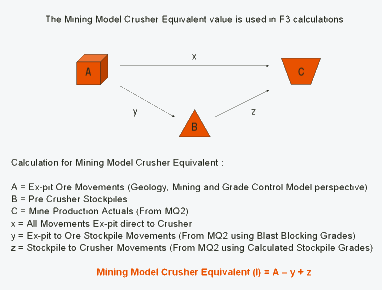 The Mining Model Crusher Equivalent value is used in F3 calculations
x
A
C
y
z
B
Calculation for Mining Model Crusher Equivalent :
A = Ex-pit Ore Movements (Geology, Mining and Grade Control Model perspective)
B = Pre Crusher Stockpiles
C = Mine Production Actuals (From MQ2)
x = All Movements Ex-pit direct to Crusher
y = Ex-pit to Ore Stockpile Movements (From MQ2 using Blast Blocking Grades)
z = Stockpile to Crusher Movements (From MQ2 using Calculated Stockpile Grades)
Mining Model Crusher Equivalent (I) = A – y + z